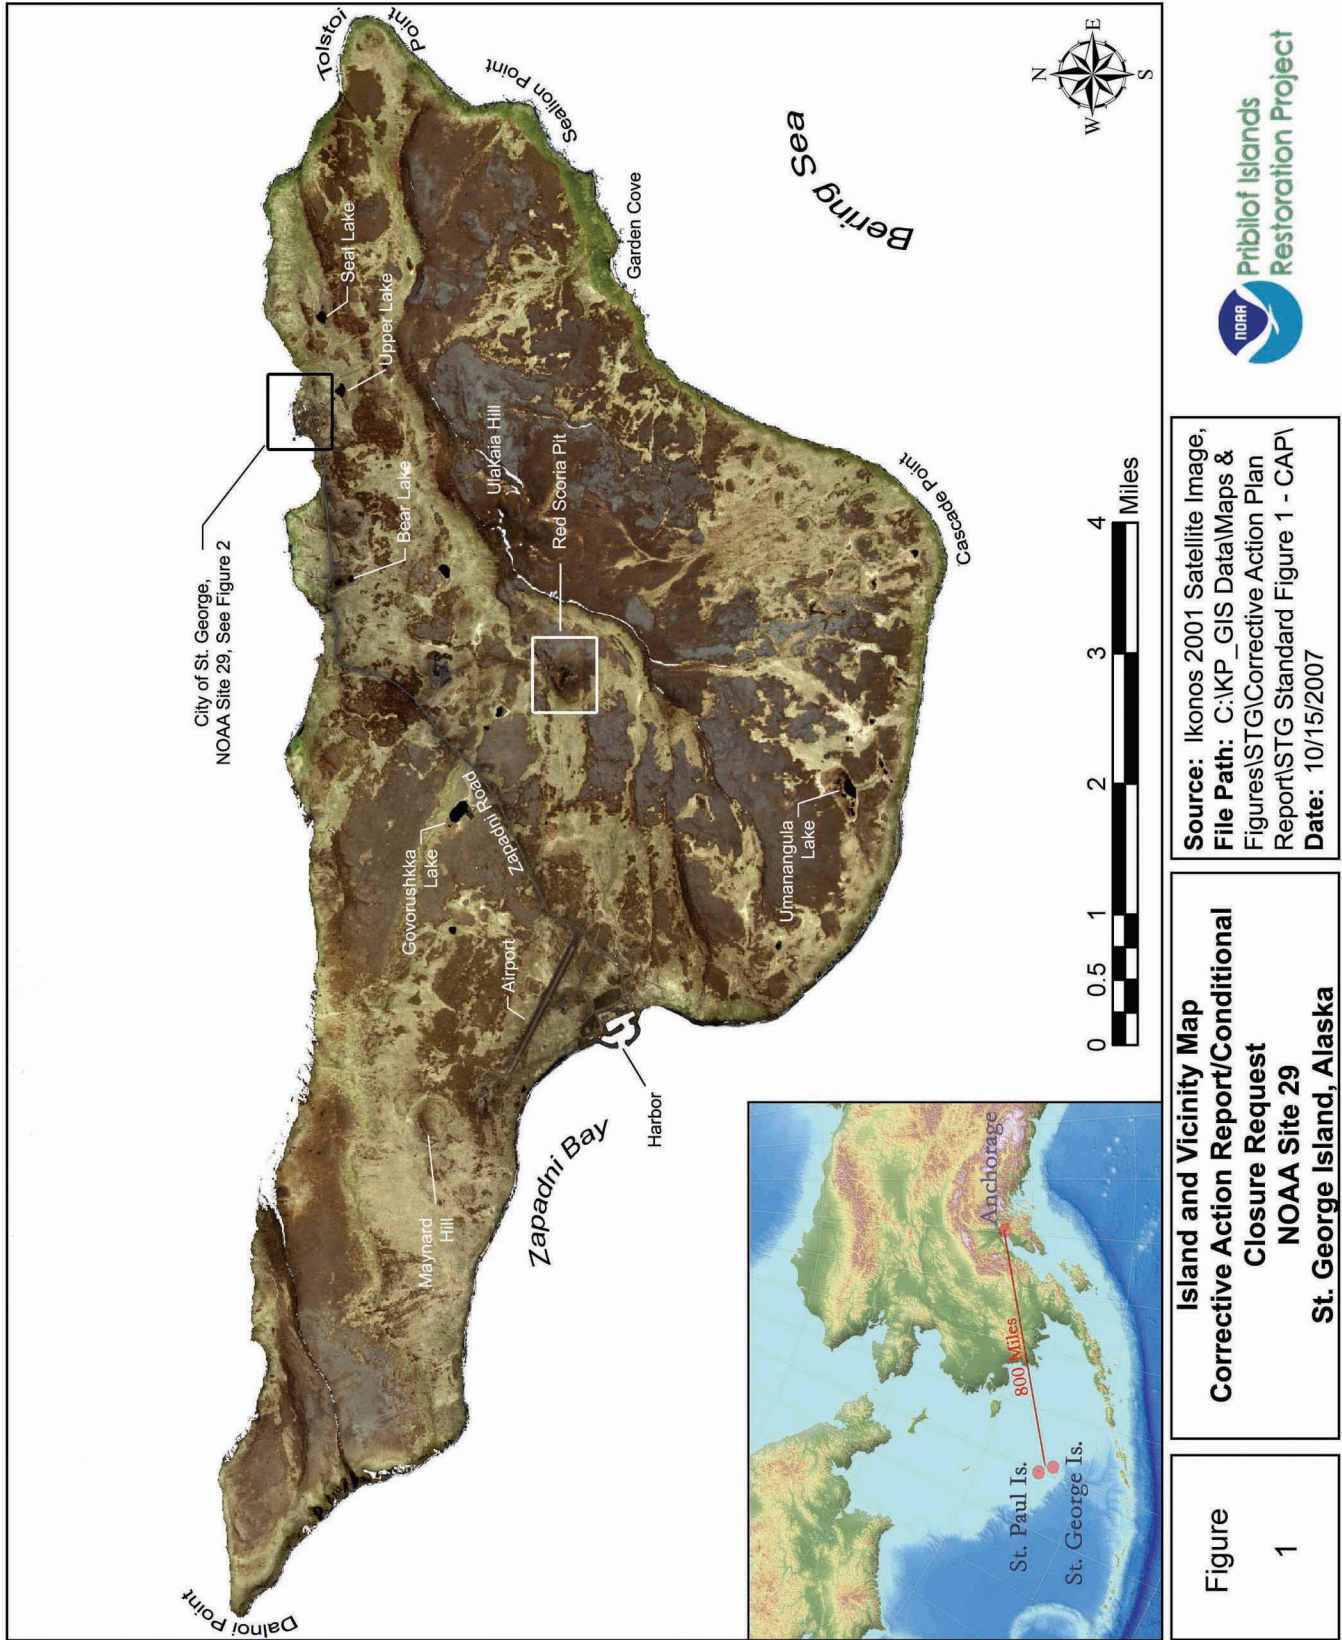 Dalnoi Point
Tolstoi
Point
Sealion Point
Garden Cove
Bering Sea
N
E
S
W
City of St. George,
NOAA Site 29, See Figure 2
Seal Lake
Upper Lake
Bear Lake
Ulakaia Hill
Red Scoria Pit
Govorushkka
Lake
Zapadni Road
Airport
Maynard
Hill
Zapadni Bay
Harbor
Umanangula
Lake
Cascade Point
0
0.5
1
2
3
4
Miles
St. Paul Is.
St. George Is.
800 Miles
Anchorage
Figure
1
Island and Vicinity Map
Corrective Action Report/Conditional
Closure Request
NOAA Site 29
St. George Island, Alaska
Source: Ikonos 2001 Satellite Image,
File Path: C:\KP_GIS Data\Maps &
Figures\STG\Corrective Action Plan
Report\STG Standard Figure 1 - CAP\
Date: 10/15/2007
NOAA
Pribilof Islands
Restoration Project